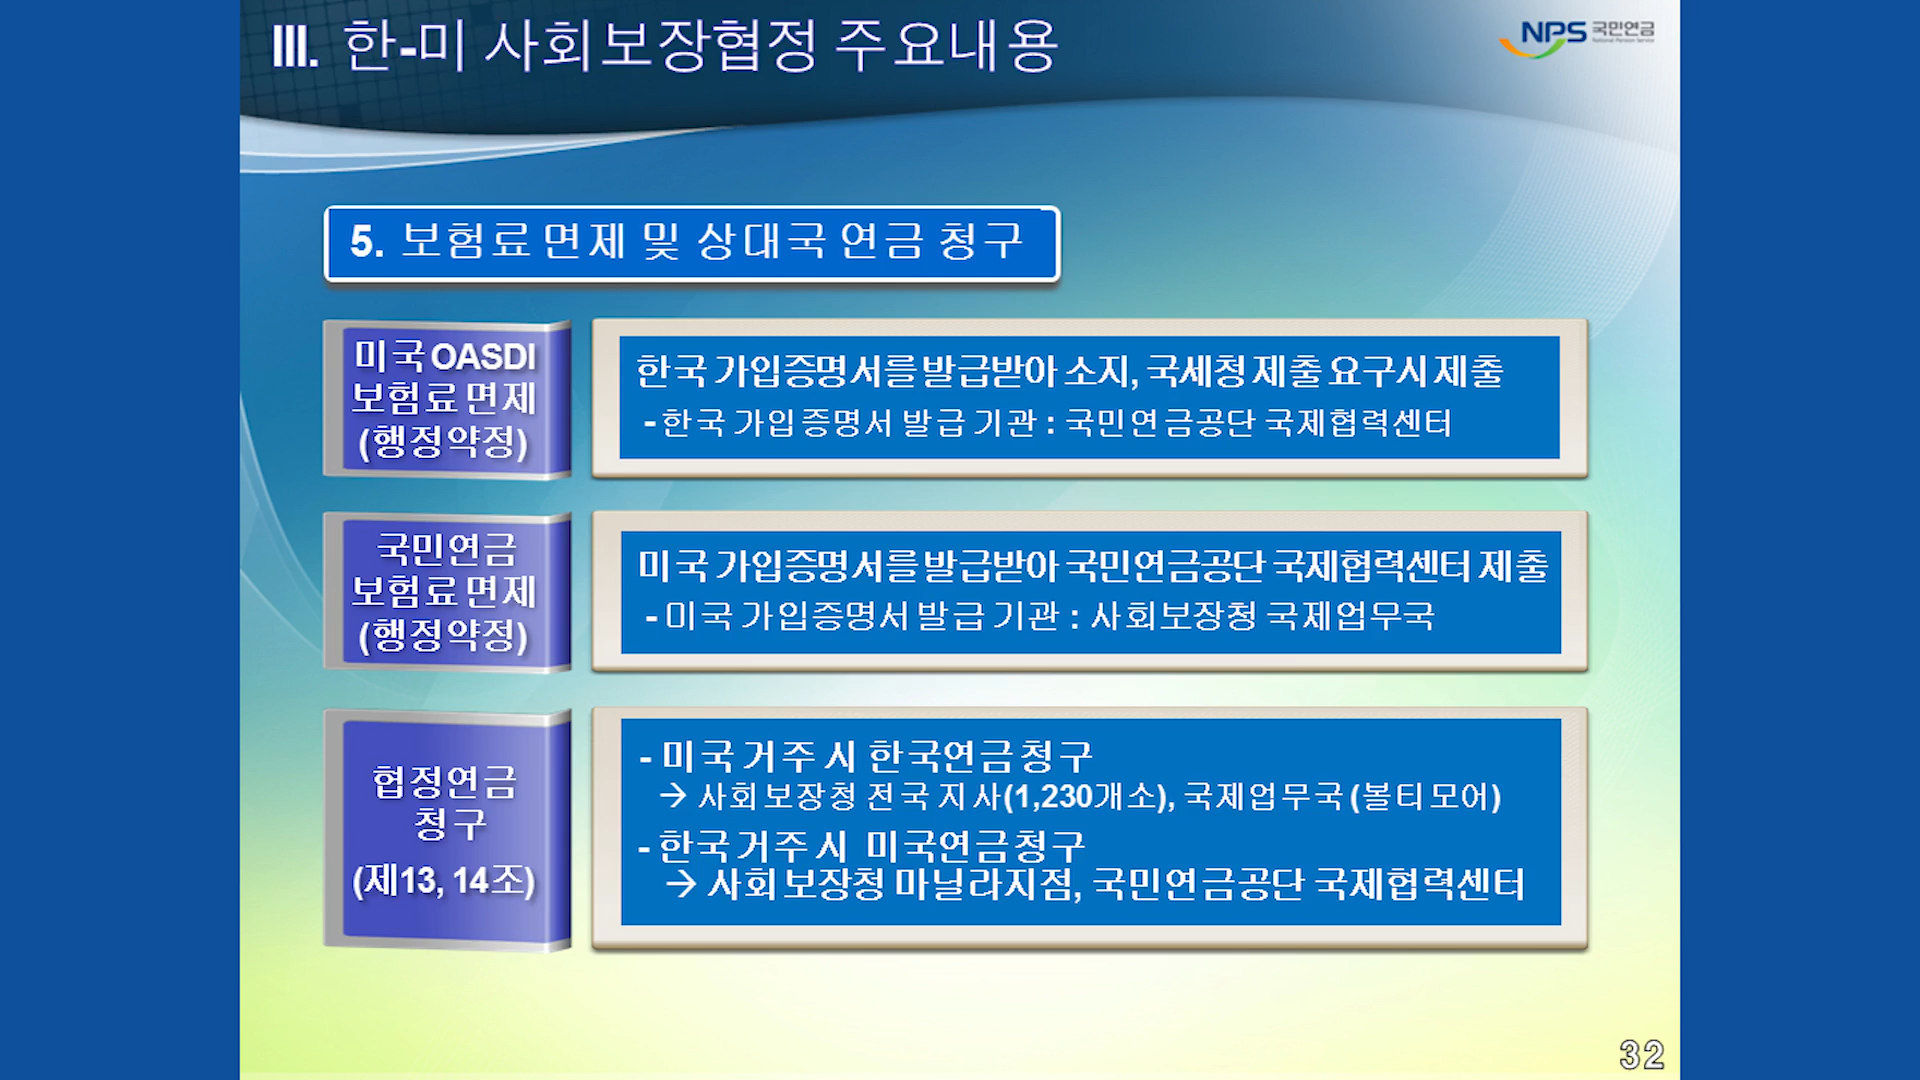 III. 한-미 사회보장협정 주요내용
NPS 국민연금
National Pension Service
5. 보험료 면제 및 상대국 연금 청구
미국 OASDI
보험료 면제
(행정약정)
한국 가입증명서를 발급받아 소지, 국세청 제출 요구시 제출
- 한국 가입증명서 발급 기관 : 국민연금공단 국제협력센터
국민연금
보험료 면제
(행정약정)
미국 가입증명서를 발급받아 국민연금공단 국제협력센터 제출
- 미국 가입증명서 발급 기관 : 사회보장청 국제업무국
협정연금
청구
(제13, 14조)
- 미국 거주 시 한국연금 청구
→ 사회보장청 전국 지사(1,230개소), 국제업무국 (볼티모어)
- 한국 거주 시 미국연금 청구
→ 사회보장청 마닐라지점, 국민연금공단 국제협력센터
32